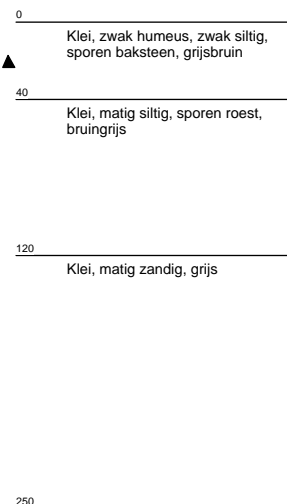 0
Klei, zwak humeus, zwak siltig,
sporen baksteen, grijsbruin
40
Klei, matig siltig, sporen roest,
bruingrijs
120
Klei, matig zandig, grijs
250